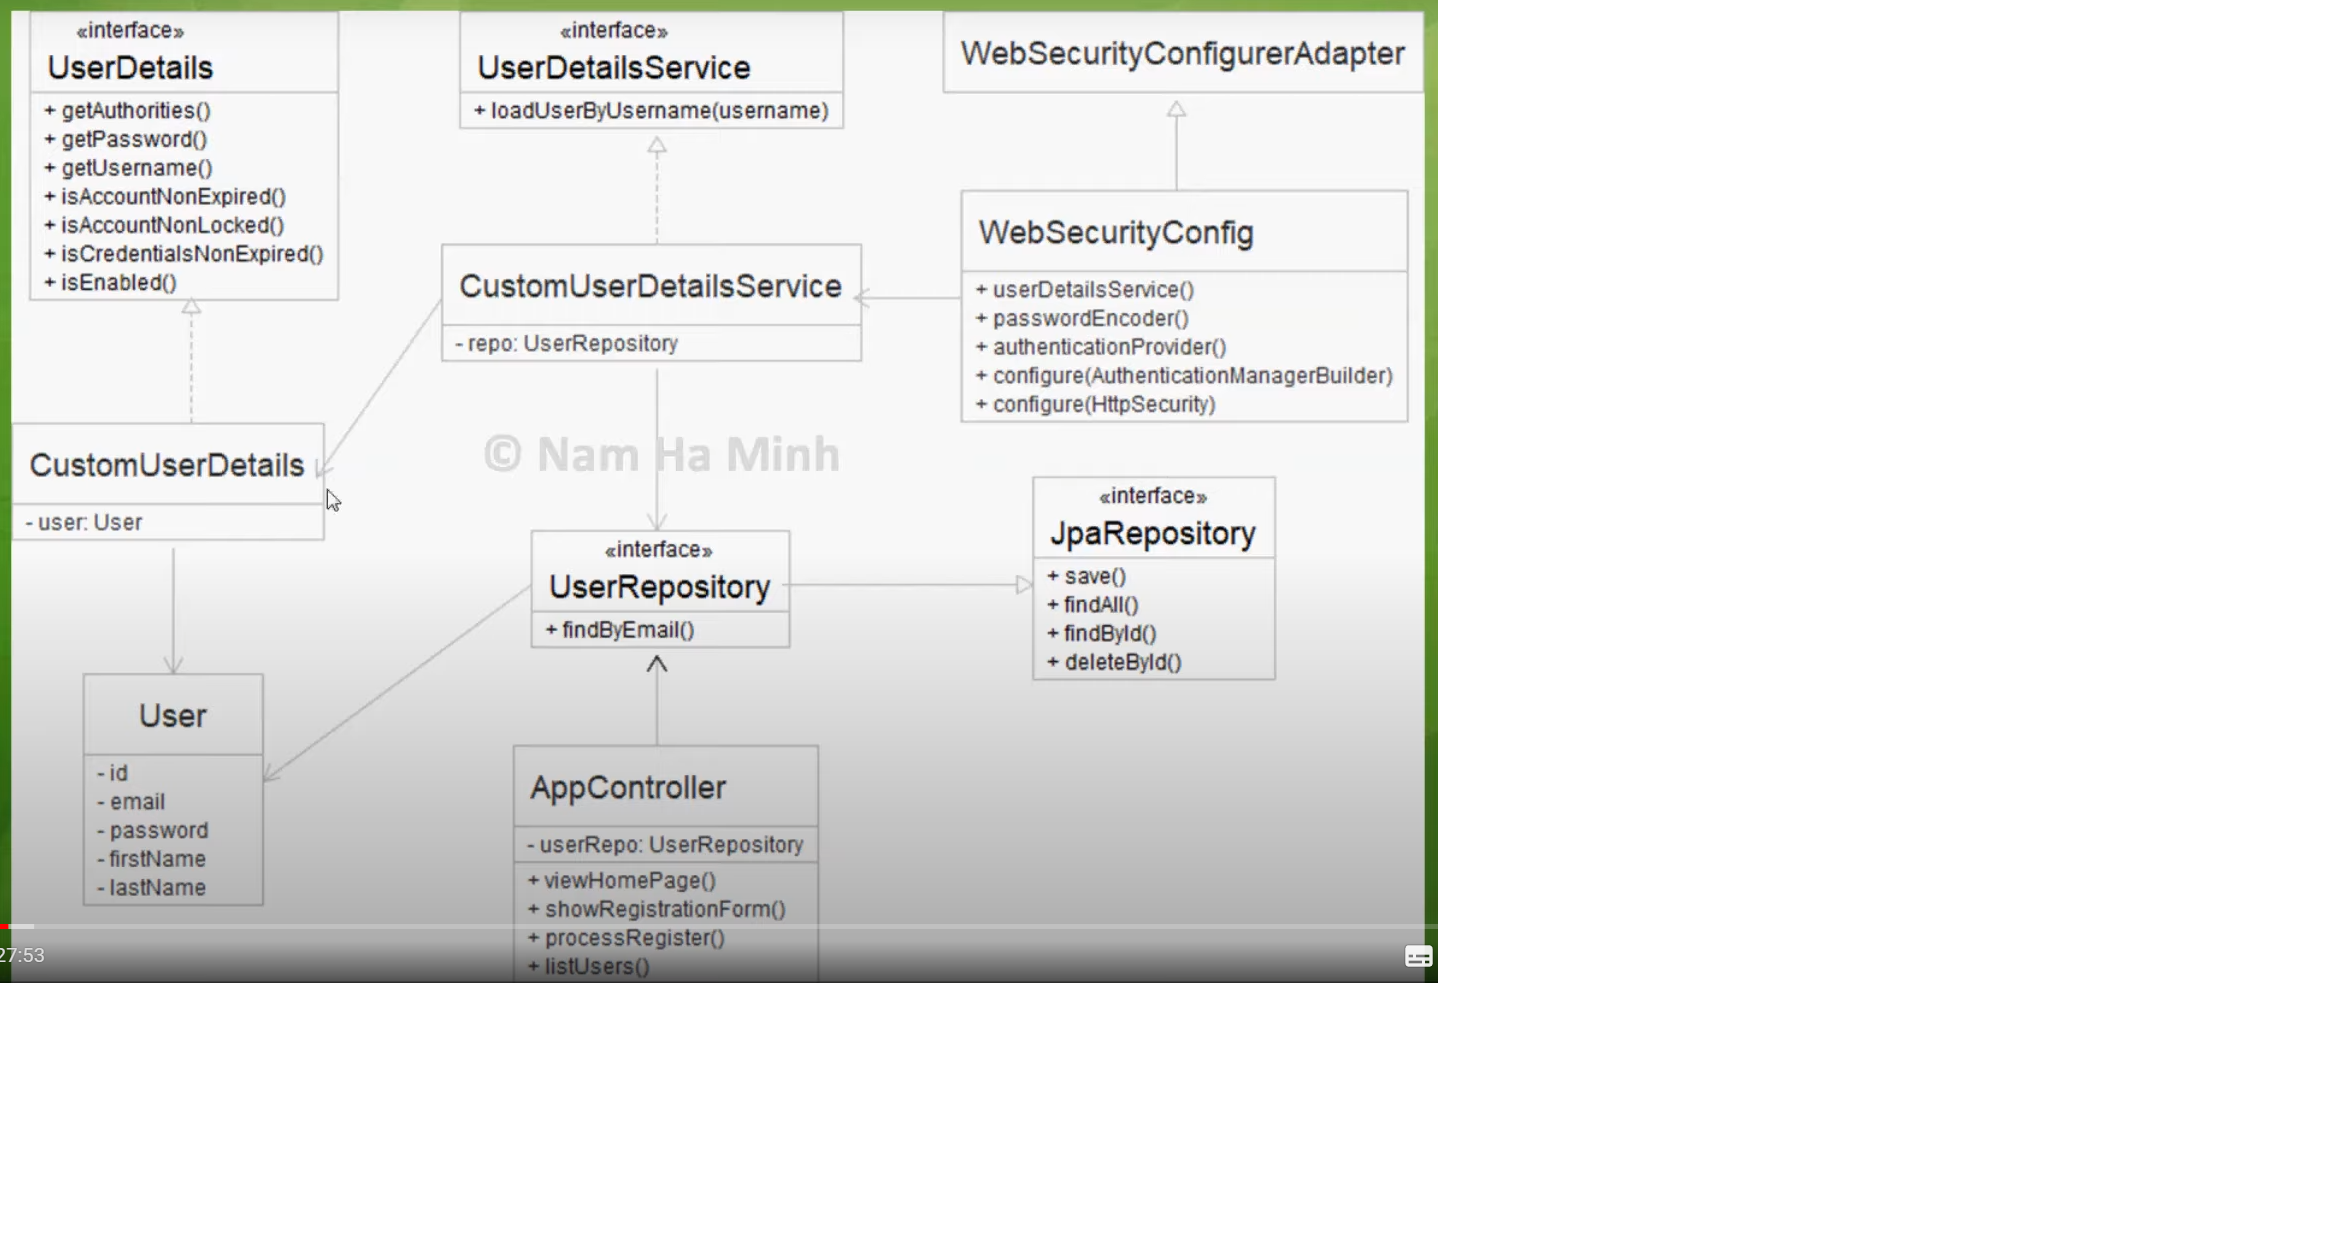 «interface»
UserDetails
+ getAuthorities()
+ getPassword()
+ getUsername()
+ isAccountNonExpired()
+ isAccountNonLocked()
+ isCredentialsNonExpired()
+ isEnabled()
«interface»
UserDetailsService
+ loadUserByUsername(username)
WebSecurityConfigurerAdapter
CustomUserDetailsService
- repo: UserRepository
WebSecurityConfig
+ userDetailsService()
+ passwordEncoder()
+ authenticationProvider()
+ configure(AuthenticationManagerBuilder)
+ configure(HttpSecurity)
CustomUserDetails
- user: User
© Nam Ha Minh
«interface»
UserRepository
+ findByEmail()
«interface»
JpaRepository
+ save()
+ findAll()
+ findById()
+ deleteById()
User
- id
- email
- password
- firstName
- lastName
AppController
- userRepo: UserRepository
+ viewHomePage()
+ showRegistrationForm()
+ processRegister()
+ listUsers()
27:53